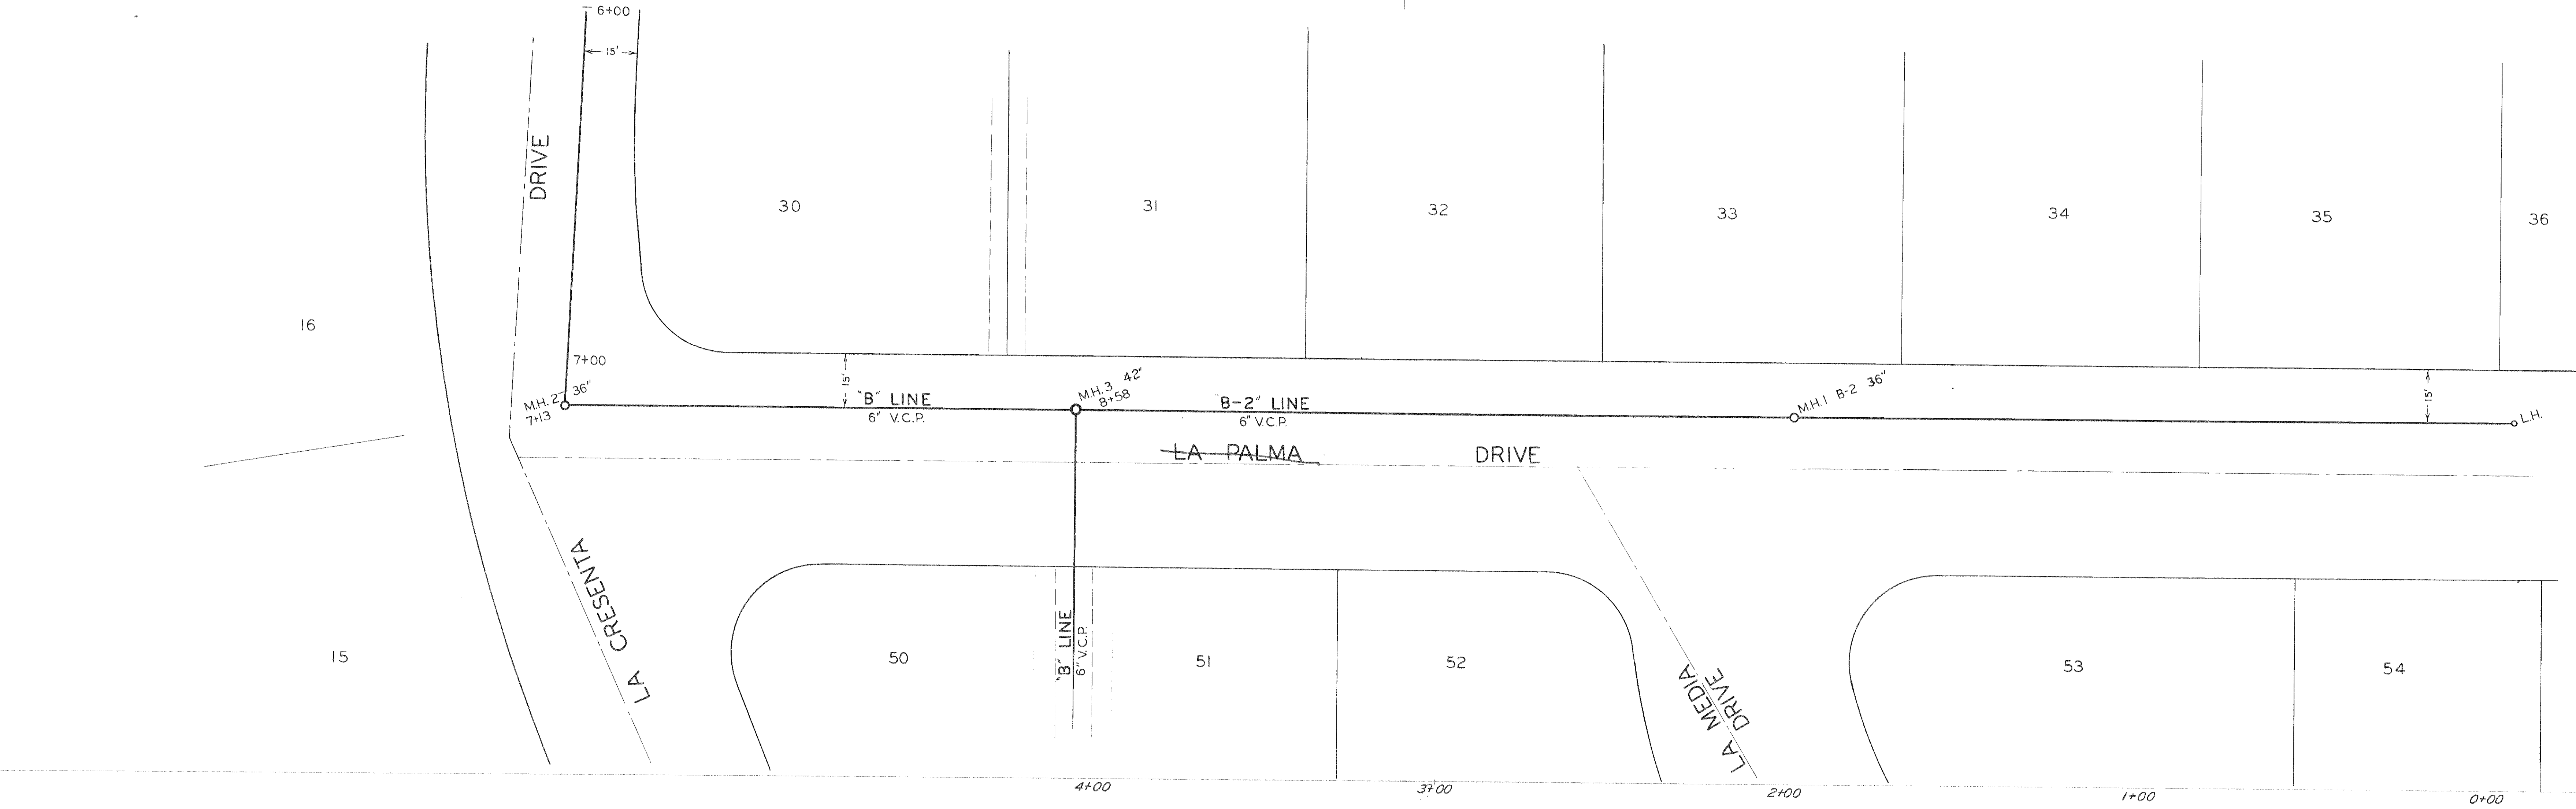 6+00
15'
DRIVE
30
31
32
33
34
35
36
16
7+00
M.H. 2 36"
7+13
15'
"B" LINE
6" V.C.P.
M.H. 3 42"
8+58
B-2" LINE
6" V.C.P.
M.H. 1 B-2 36"
15'
L.H.
LA PALMA DRIVE
LA CRESENTA
15
50
"B" LINE
6" V.C.P.
51
52
LA MEDIA
DRIVE
53
54
4+00
3+00
2+00
1+00
0+00